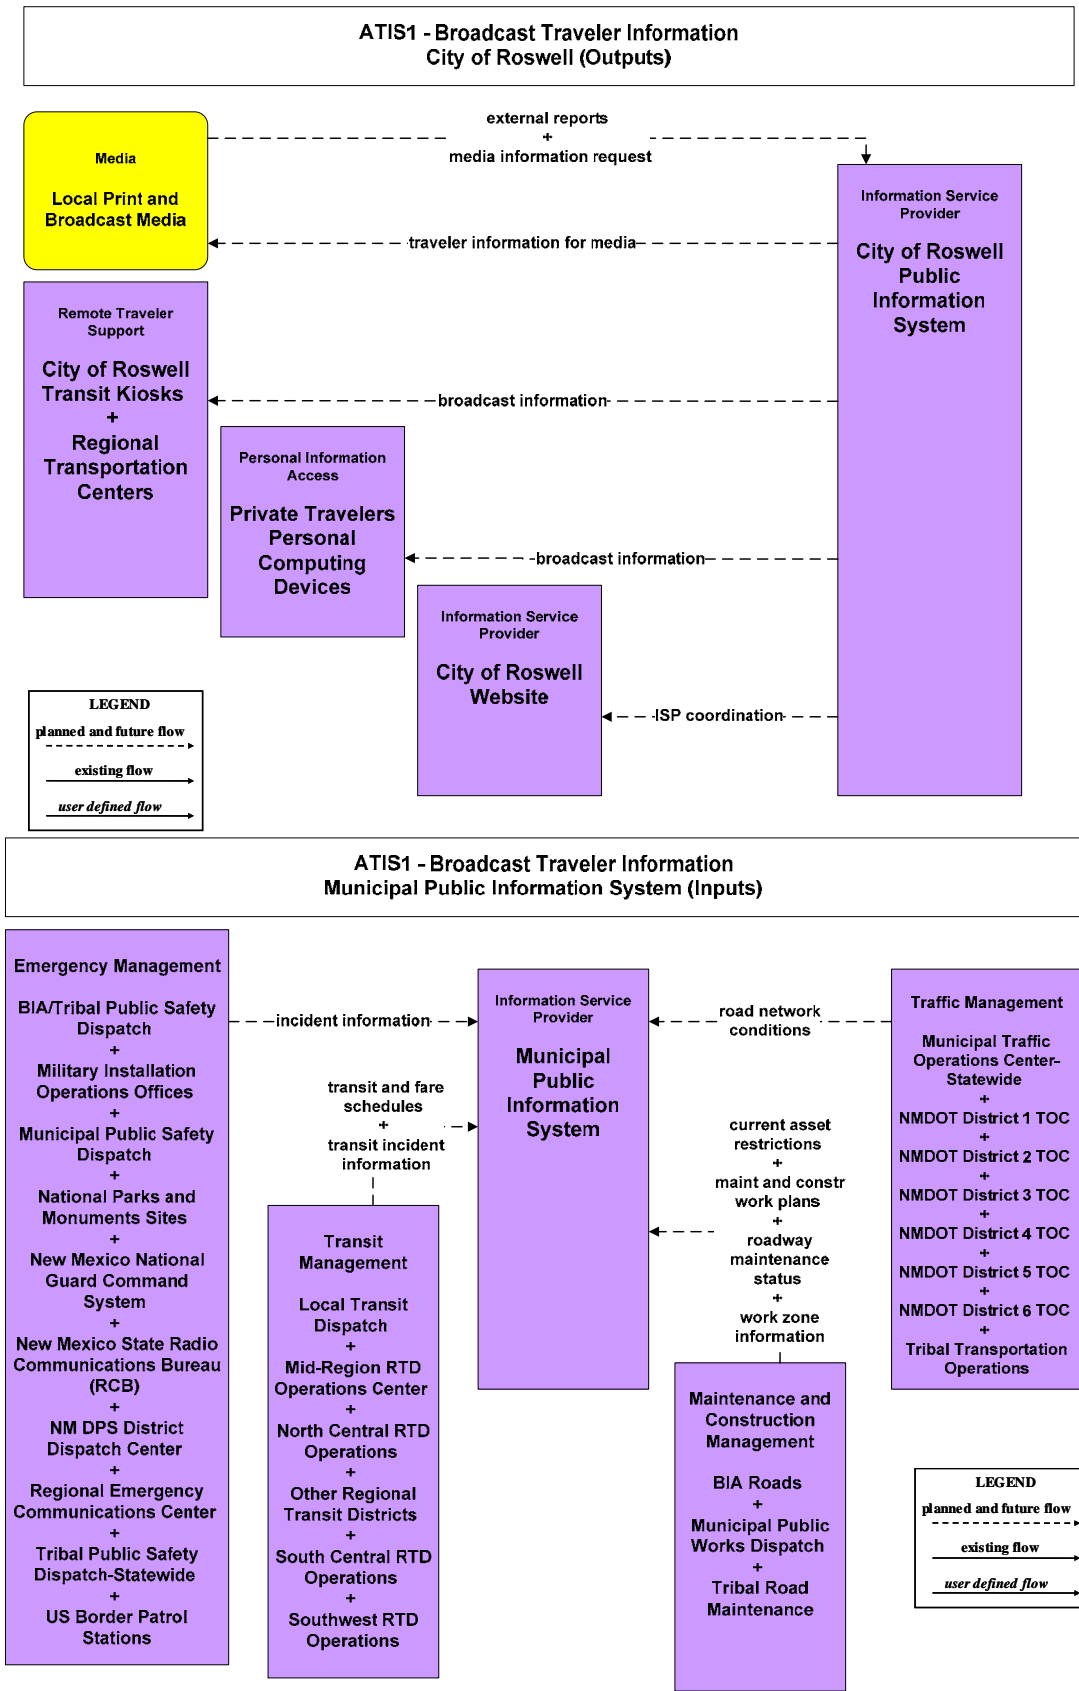 ATIS1 - Broadcast Traveler Information
City of Roswell (Outputs)
Media
Local Print and
Broadcast Media
external reports
+
media information request
traveler information for media
Information Service
Provider
City of Roswell
Public
Information
System
Remote Traveler
Support
City of Roswell
Transit Kiosks
+
Regional
Transportation
Centers
broadcast information
Personal Information
Access
Private Travelers
Personal
Computing
Devices
broadcast information
Information Service
Provider
City of Roswell
Website
ISP coordination
LEGEND
planned and future flow
existing flow
user defined flow
ATIS1 - Broadcast Traveler Information
Municipal Public Information System (Inputs)
Emergency Management
BIA/Tribal Public Safety
Dispatch
+
Military Installation
Operations Offices
+
Municipal Public Safety
Dispatch
+
National Parks and
Monuments Sites
+
New Mexico National
Guard Command
System
+
New Mexico State Radio
Communications Bureau
(RCB)
+
NM DPS District
Dispatch Center
+
Regional Emergency
Communications Center
+
Tribal Public Safety
Dispatch-Statewide
+
US Border Patrol
Stations
incident information
transit and fare
schedules
+
transit incident
information
Transit
Management
Local Transit
Dispatch
+
Mid-Region RTD
Operations Center
+
North Central RTD
Operations
+
Other Regional
Transit Districts
+
South Central RTD
Operations
+
Southwest RTD
Operations
Information Service
Provider
Municipal
Public
Information
System
road network
conditions
current asset
restrictions
+
maint and constr
work plans
+
roadway
maintenance
status
+
work zone
information
Maintenance and
Construction
Management
BIA Roads
+
Municipal Public
Works Dispatch
+
Tribal Road
Maintenance
Traffic Management
Municipal Traffic
Operations Center-
Statewide
+
NMDOT District 1 TOC
+
NMDOT District 2 TOC
+
NMDOT District 3 TOC
+
NMDOT District 4 TOC
+
NMDOT District 5 TOC
+
NMDOT District 6 TOC
+
Tribal Transportation
Operations
LEGEND
planned and future flow
existing flow
user defined flow